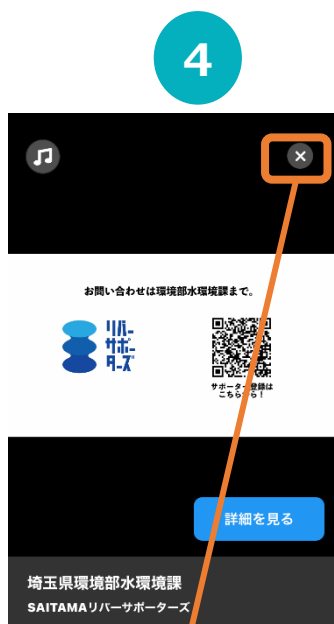 4
お問い合わせは環境部水環境課まで。
リバー
サポー
ターズ
サポーター登録は
こちらから！
詳細を見る
埼玉県環境部水環境課
SAITAMAリバーサポーターズ